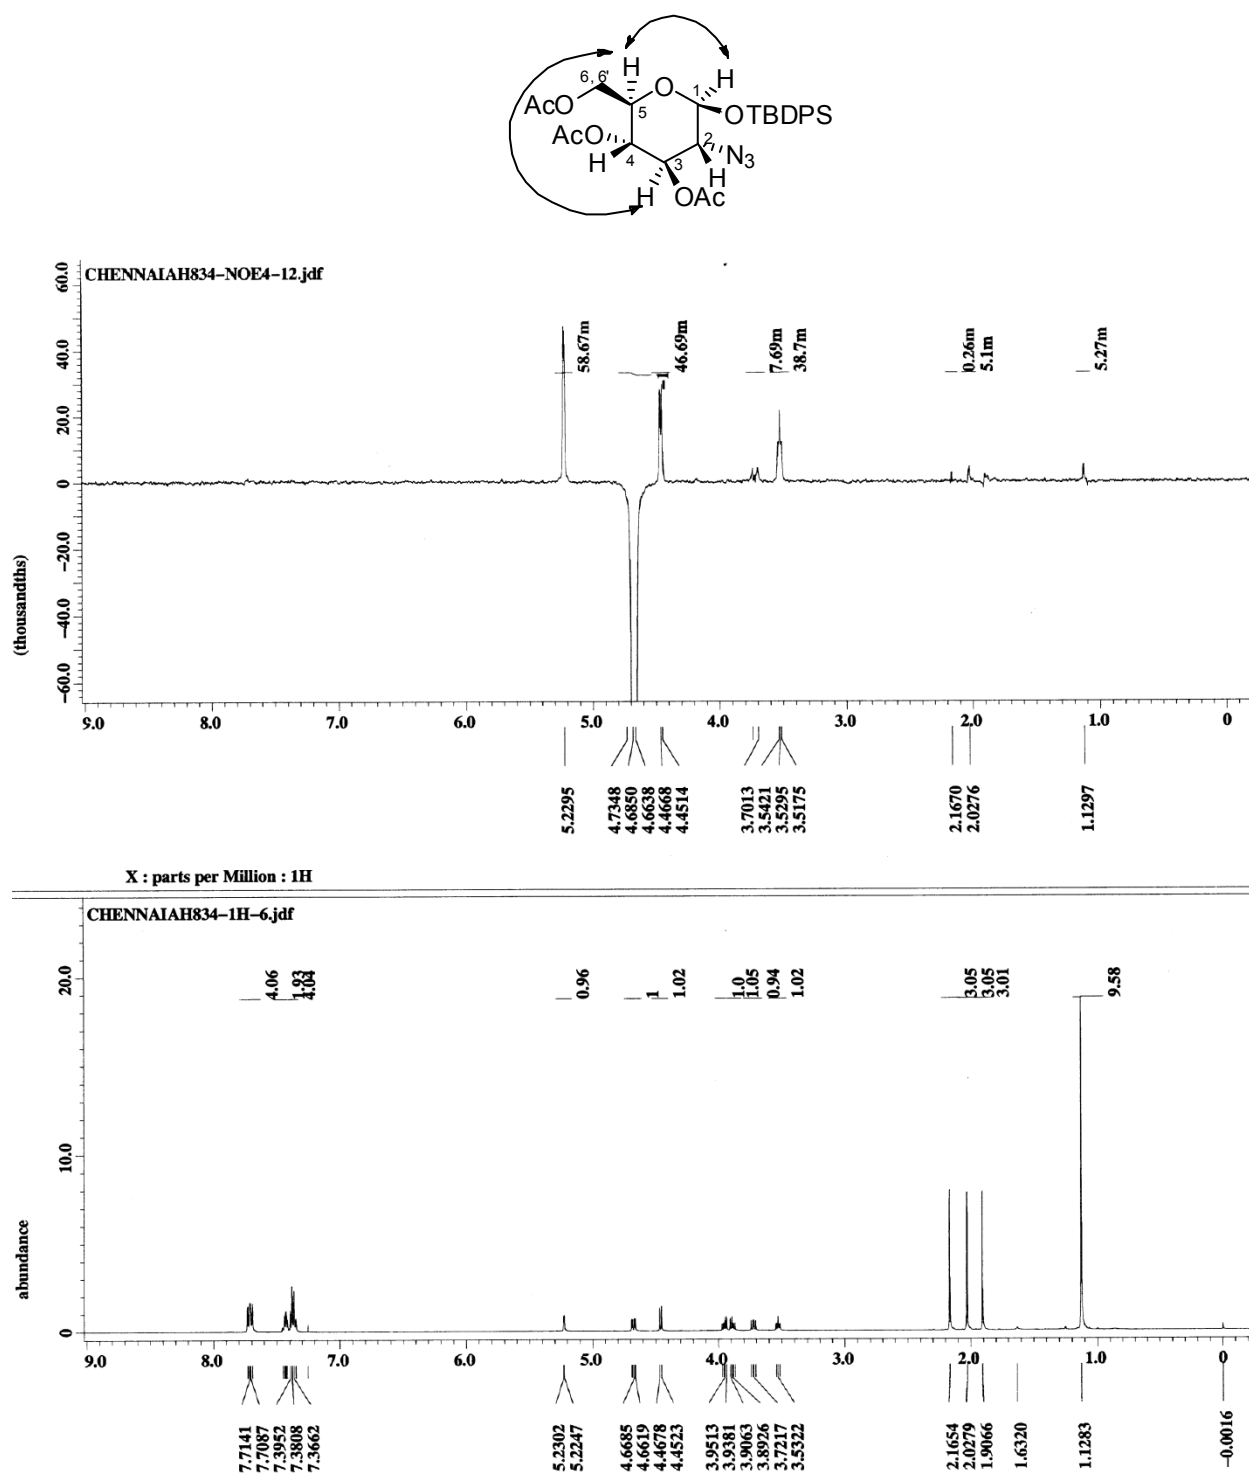 H
H
6, 6'
O
1
AcO
5
OTBDPS
AcO
2
H
4
3
N3
H
H
OAc
CHENNAIAH834-NOE4-12.jdf
60.0
40.0
20.0
0
-20.0
-40.0
-60.0
(thousandths)
58.67m
46.69m
7.69m
38.7m
0.26m
5.1m
5.27m
9.0 8.0 7.0 6.0 5.0 4.0 3.0 2.0 1.0 0
5.2295
4.7348
4.6850
4.6638
4.4668
4.4514
3.7013
3.5421
3.5295
3.5175
2.1670
2.0276
1.1297
X : parts per Million : 1H
CHENNAIAH834-1H-6.jdf
20.0
10.0
0
abundance
4.06
1.93
4.04
0.96
1
1.02
1.0
1.05
0.94
1.02
3.05
3.05
3.01
9.58
9.0 8.0 7.0 6.0 5.0 4.0 3.0 2.0 1.0 0
7.7141
7.7087
7.3952
7.3808
7.3662
5.2302
5.2247
4.6685
4.6619
4.4678
4.4523
3.9513
3.9381
3.9063
3.8926
3.7217
3.5322
2.1654
2.0279
1.9066
1.6320
1.1283
-0.0016